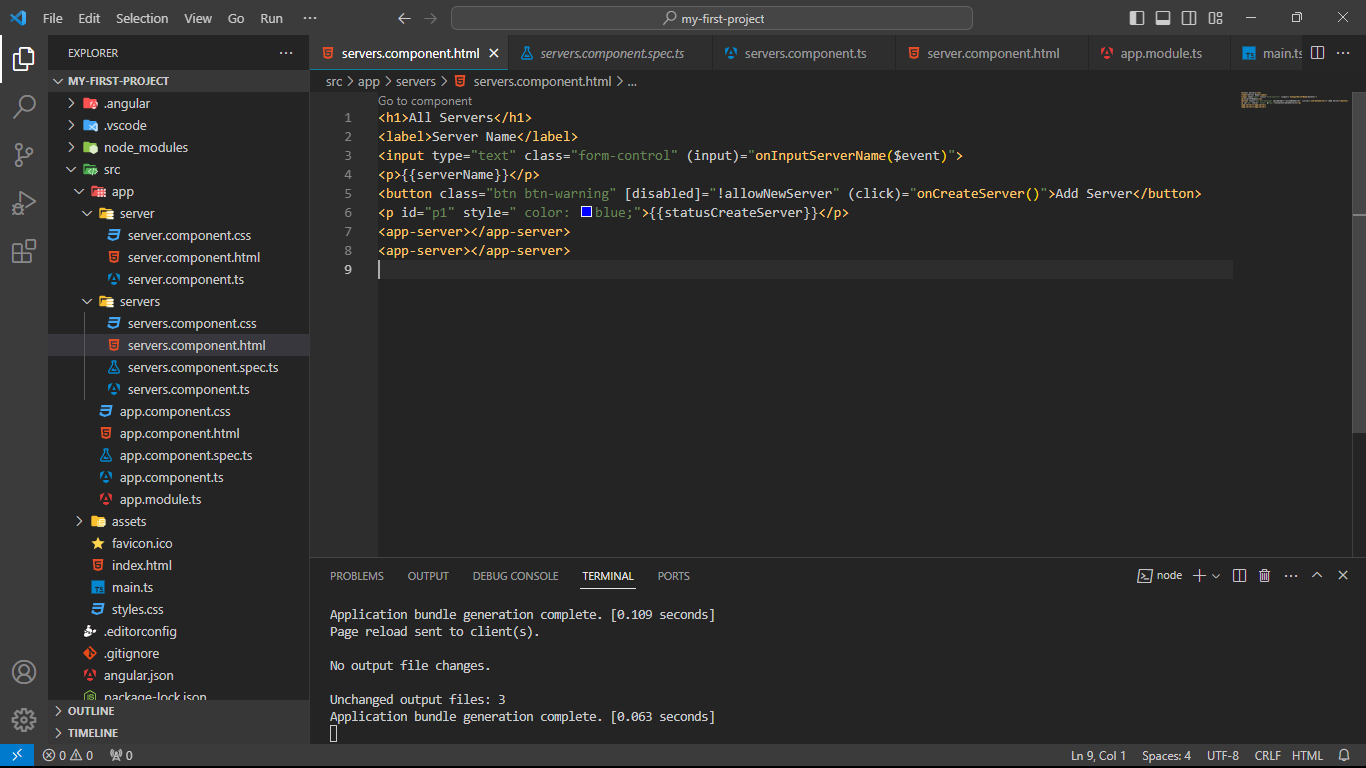 File Edit Selection View Go Run ···
my-first-project
EXPLORER ···
MY-FIRST-PROJECT
.angular
.vscode
node_modules
src
app
server
server.component.css
server.component.html
server.component.ts
servers
servers.component.css
servers.component.html
servers.component.spec.ts
servers.component.ts
app.component.css
app.component.html
app.component.spec.ts
app.component.ts
app.module.ts
assets
favicon.ico
index.html
main.ts
styles.css
.editorconfig
.gitignore
angular.json
package-lock.json
OUTLINE
TIMELINE
servers.component.html servers.component.spec.ts servers.component.ts server.component.html app.module.ts main.ts ···
src > app > servers > servers.component.html > ...
Go to component
1 <h1>All Servers</h1>
2 <label>Server Name</label>
3 <input type="text" class="form-control" (input)="onInputServerName($event)">
4 <p>{{serverName}}</p>
5 <button class="btn btn-warning" [disabled]="!allowNewServer" (click)="onCreateServer()">Add Server</button>
6 <p id="p1" style=" color: blue;">{{statusCreateServer}}</p>
7 <app-server></app-server>
8 <app-server></app-server>
9
PROBLEMS OUTPUT DEBUG CONSOLE TERMINAL PORTS node ···
Application bundle generation complete. [0.109 seconds]
Page reload sent to client(s).
No output file changes.
Unchanged output files: 3
Application bundle generation complete. [0.063 seconds]
0 0 0 Ln 9, Col 1 Spaces: 4 UTF-8 CRLF HTML